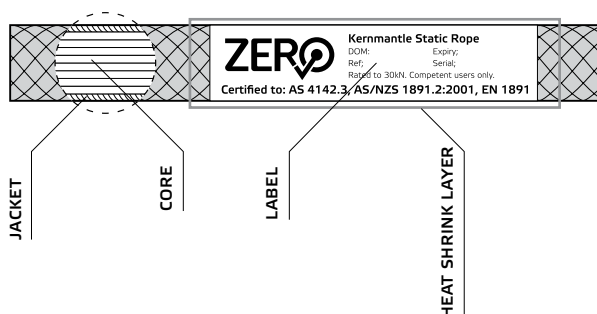 ZERO
Kernmantle Static Rope
DOM: Expiry;
Ref; Serial;
Rated to 30kN. Competent users only.
Certified to: AS 4142.3, AS/NZS 1891.2:2001, EN 1891
JACKET
CORE
LABEL
HEAT SHRINK LAYER